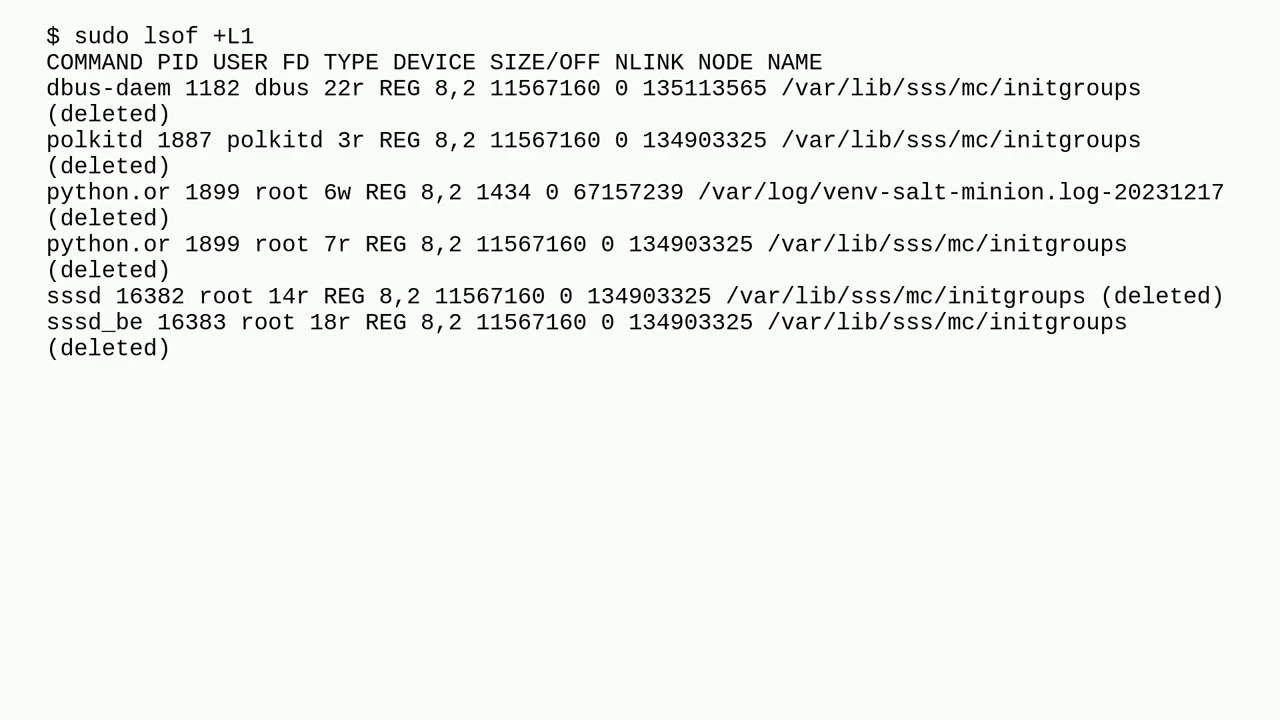 $ sudo lsof +L1
COMMAND PID USER FD TYPE DEVICE SIZE/OFF NLINK NODE NAME
dbus-daem 1182 dbus 22r REG 8,2 11567160 0 135113565 /var/lib/sss/mc/initgroups
(deleted)
polkitd 1887 polkitd 3r REG 8,2 11567160 0 134903325 /var/lib/sss/mc/initgroups
(deleted)
python.or 1899 root 6w REG 8,2 1434 0 67157239 /var/log/venv-salt-minion.log-20231217
(deleted)
python.or 1899 root 7r REG 8,2 11567160 0 134903325 /var/lib/sss/mc/initgroups
(deleted)
sssd 16382 root 14r REG 8,2 11567160 0 134903325 /var/lib/sss/mc/initgroups (deleted)
sssd_be 16383 root 18r REG 8,2 11567160 0 134903325 /var/lib/sss/mc/initgroups
(deleted)